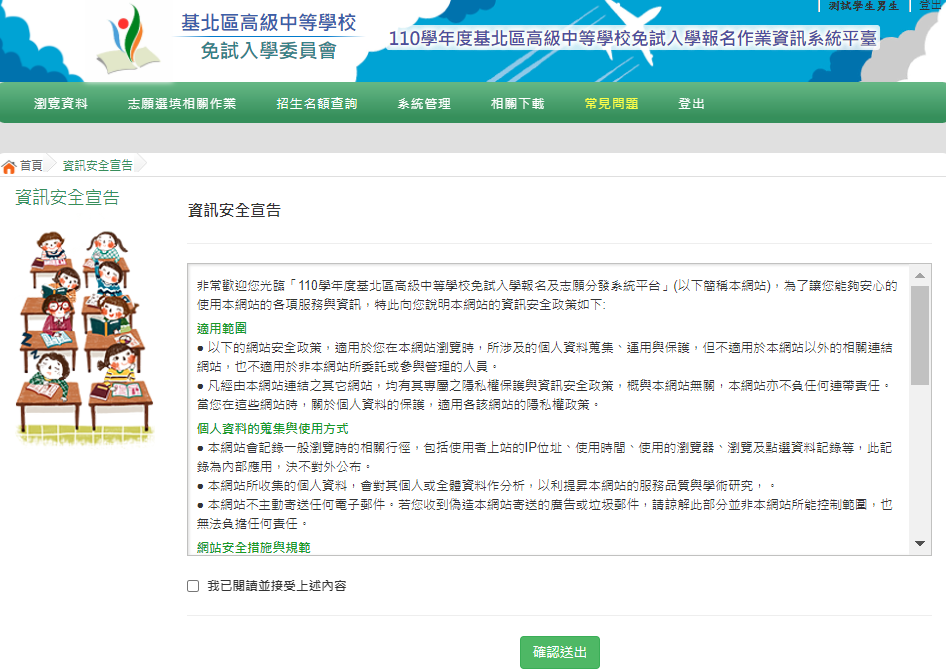 測試學生男生
登出
基北區高級中等學校
免試入學委員會
110學年度基北區高級中等學校免試入學報名作業資訊系統平臺
瀏覽資料 志願選填相關作業 招生名額查詢 系統管理 相關下載 常見問題 登出
首頁 資訊安全宣告
資訊安全宣告
資訊安全宣告
非常歡迎您光臨「110學年度基北區高級中等學校免試入學報名及志願分發系統平台」(以下簡稱本網站)，為了讓您能夠安心的
使用本網站的各項服務與資訊，特此向您說明本網站的資訊安全政策如下:
適用範圍
● 以下的網站安全政策，適用於您在本網站瀏覽時，所涉及的個人資料蒐集、運用與保護，但不適用於本網站以外的相關連結
網站，也不適用於非本網站所委託或參與管理的人員。
● 凡經由本網站連結之其它網站，均有其專屬之隱私權保護與資訊安全政策，概與本網站無關，本網站亦不負任何連帶責任。
當您在這些網站時，關於個人資料的保護，適用各該網站的隱私權政策。
個人資料的蒐集與使用方式
● 本網站會記錄一般瀏覽時的相關行徑，包括使用者上站的IP位址、使用時間、使用的瀏覽器、瀏覽及點選資料記錄等，此記
錄為內部應用，決不對外公布。
● 本網站所收集的個人資料，會對其個人或全體資料作分析，以利提昇本網站的服務品質與學術研究，。
● 本網站不主動寄送任何電子郵件。若您收到偽造本網站寄送的廣告或垃圾郵件，請諒解此部分並非本網站所能控制範圍，也
無法負擔任何責任。
網站安全措施與規範
我已閱讀並接受上述內容
確認送出